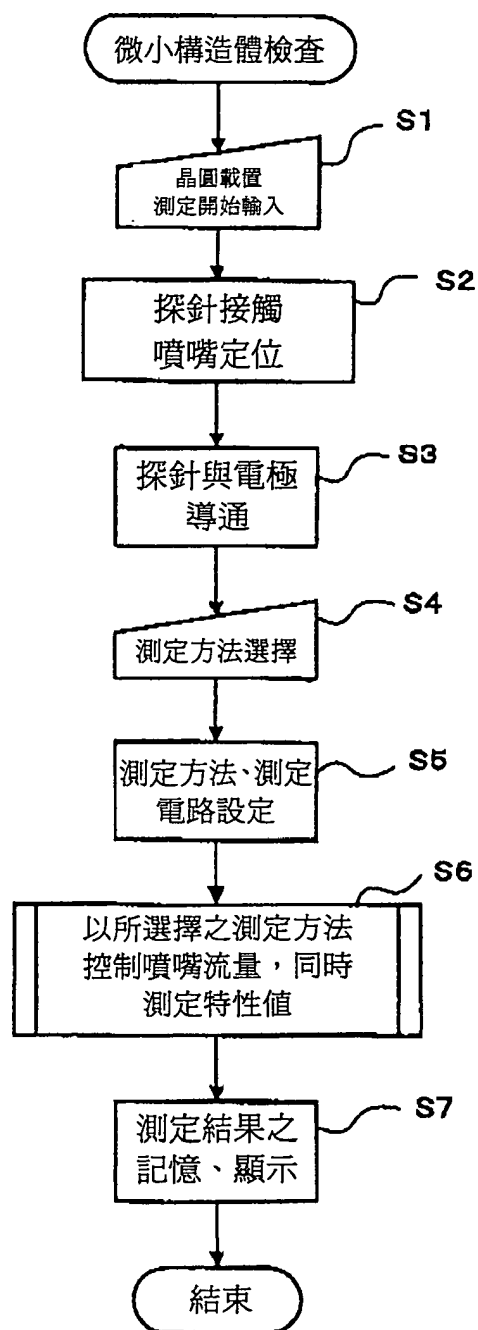 微小構造體檢查
S1
晶圓載置
測定開始輸入
S2
探針接觸
噴嘴定位
S3
探針與電極
導通
S4
測定方法選擇
S5
測定方法、測定
電路設定
S6
以所選擇之測定方法
控制噴嘴流量，同時
測定特性值
S7
測定結果之
記憶、顯示
結束